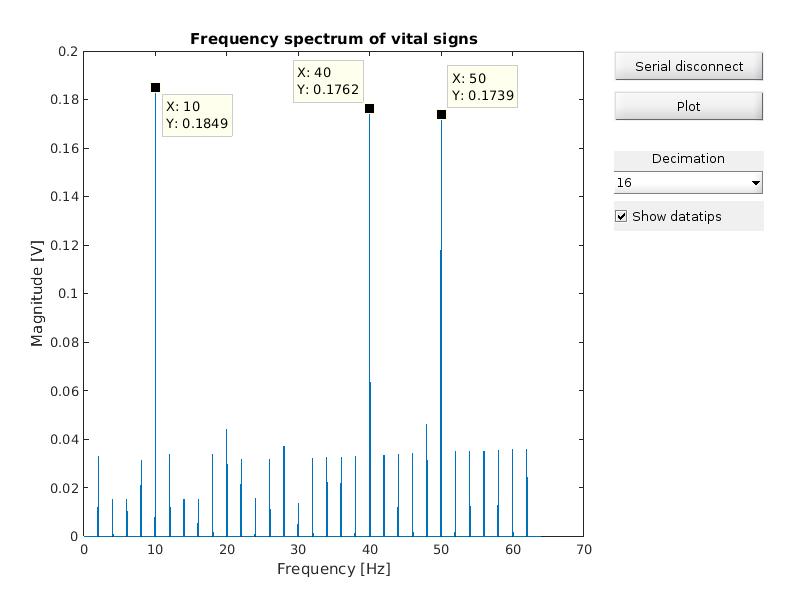 Frequency spectrum of vital signs
0.2
0.18
0.16
0.14
0.12
0.1
0.08
0.06
0.04
0.02
0
Magnitude [V]
X: 10
Y: 0.1849
X: 40
Y: 0.1762
X: 50
Y: 0.1739
0 10 20 30 40 50 60 70
Frequency [Hz]
Serial disconnect
Plot
Decimation
16
Show datatips